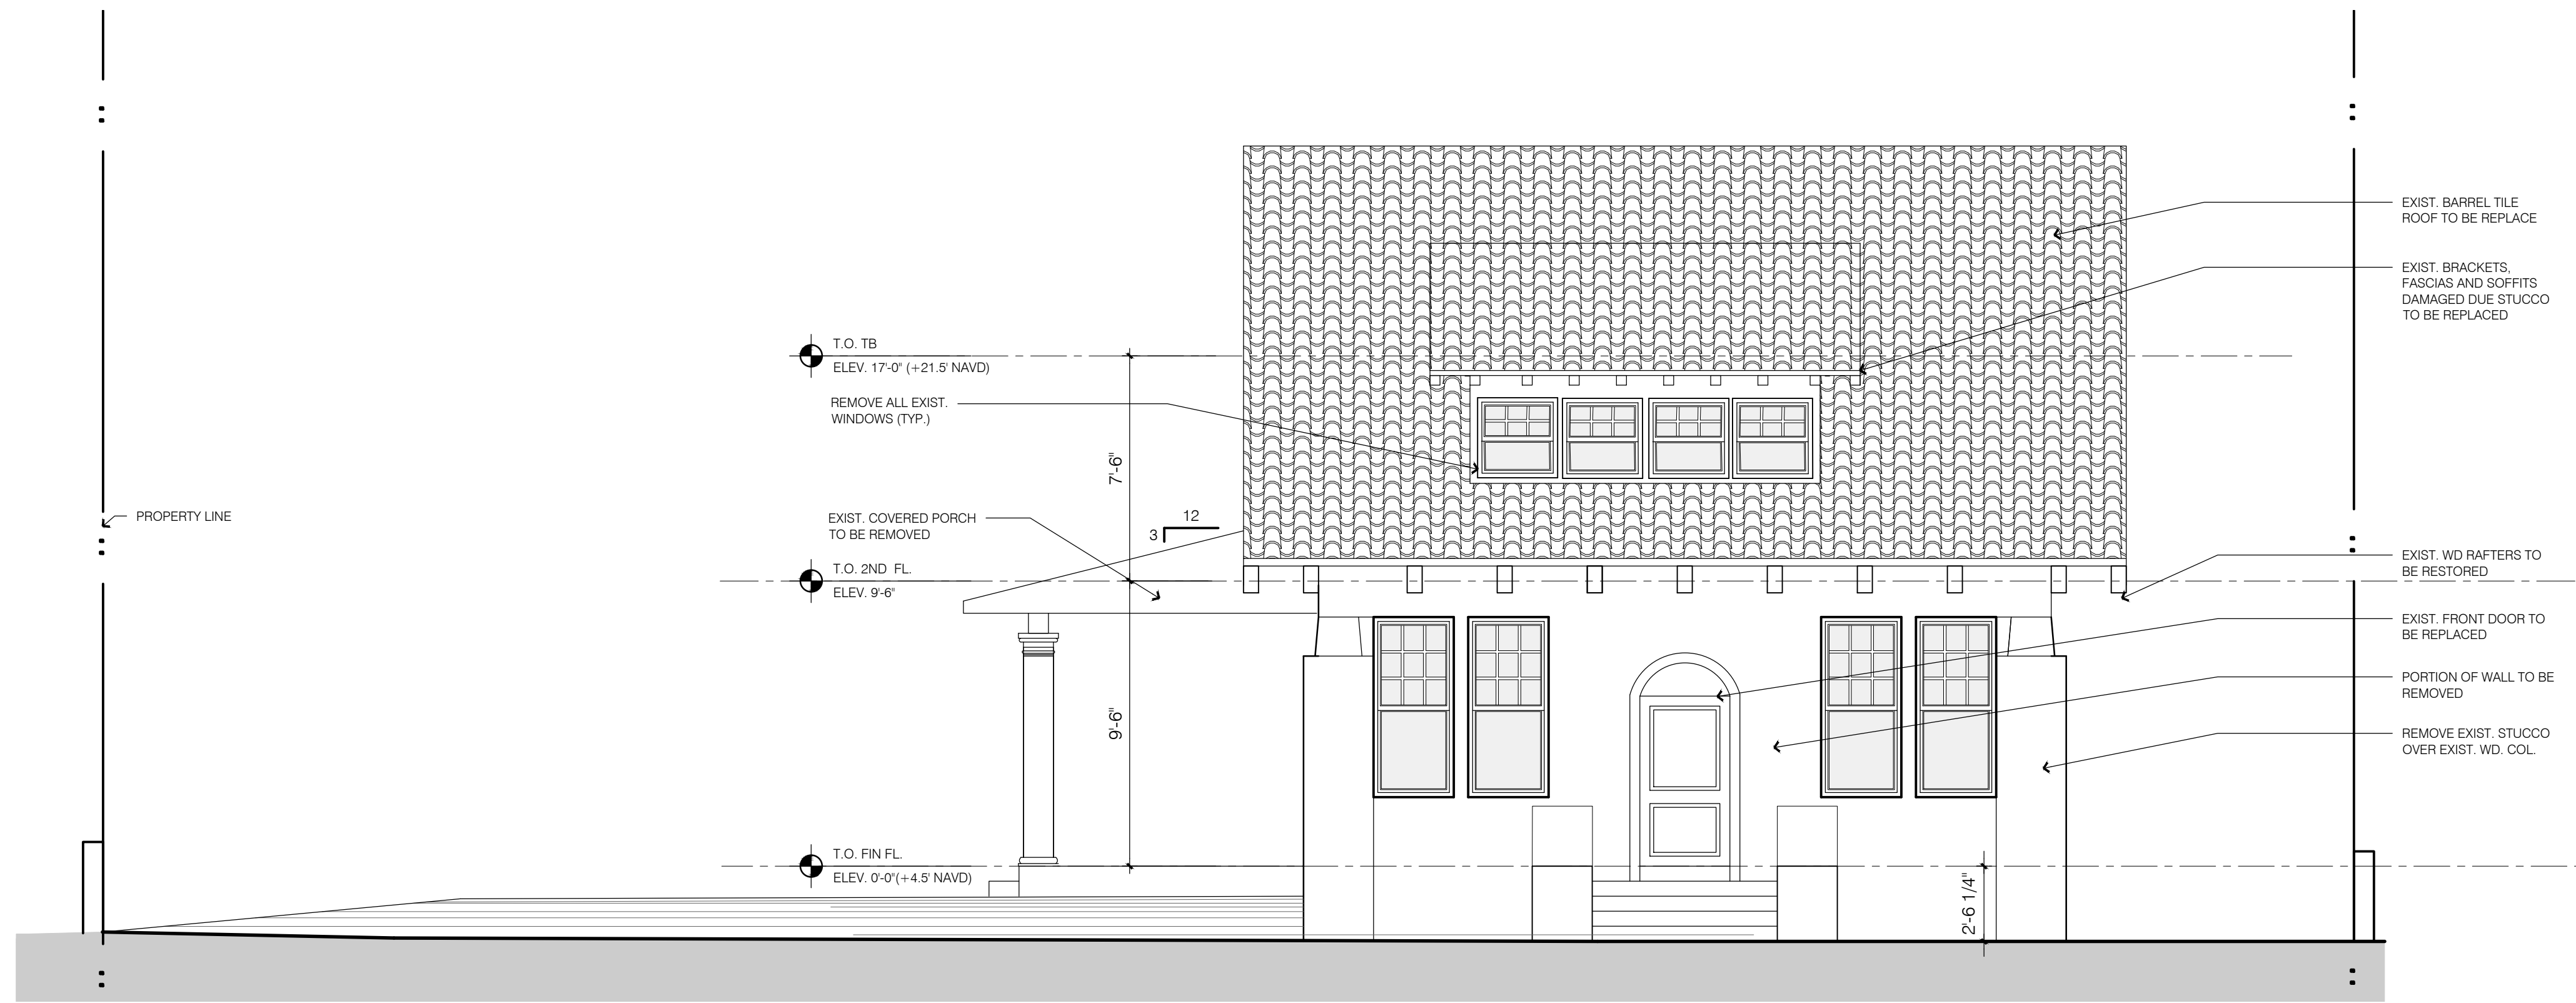 EXIST. BARREL TILE
ROOF TO BE REPLACE
EXIST. BRACKETS,
FASCIAS AND SOFFITS
DAMAGED DUE STUCCO
TO BE REPLACED
T.O. TB
ELEV. 17'-0" (+21.5' NAVD)
REMOVE ALL EXIST.
WINDOWS (TYP.)
7'-6"
PROPERTY LINE
EXIST. COVERED PORCH
TO BE REMOVED
12
3
T.O. 2ND FL.
ELEV. 9'-6"
EXIST. WD RAFTERS TO
BE RESTORED
EXIST. FRONT DOOR TO
BE REPLACED
PORTION OF WALL TO BE
REMOVED
9'-6"
REMOVE EXIST. STUCCO
OVER EXIST. WD. COL.
T.O. FIN FL.
ELEV. 0'-0"(+4.5' NAVD)
2'-6 1/4"